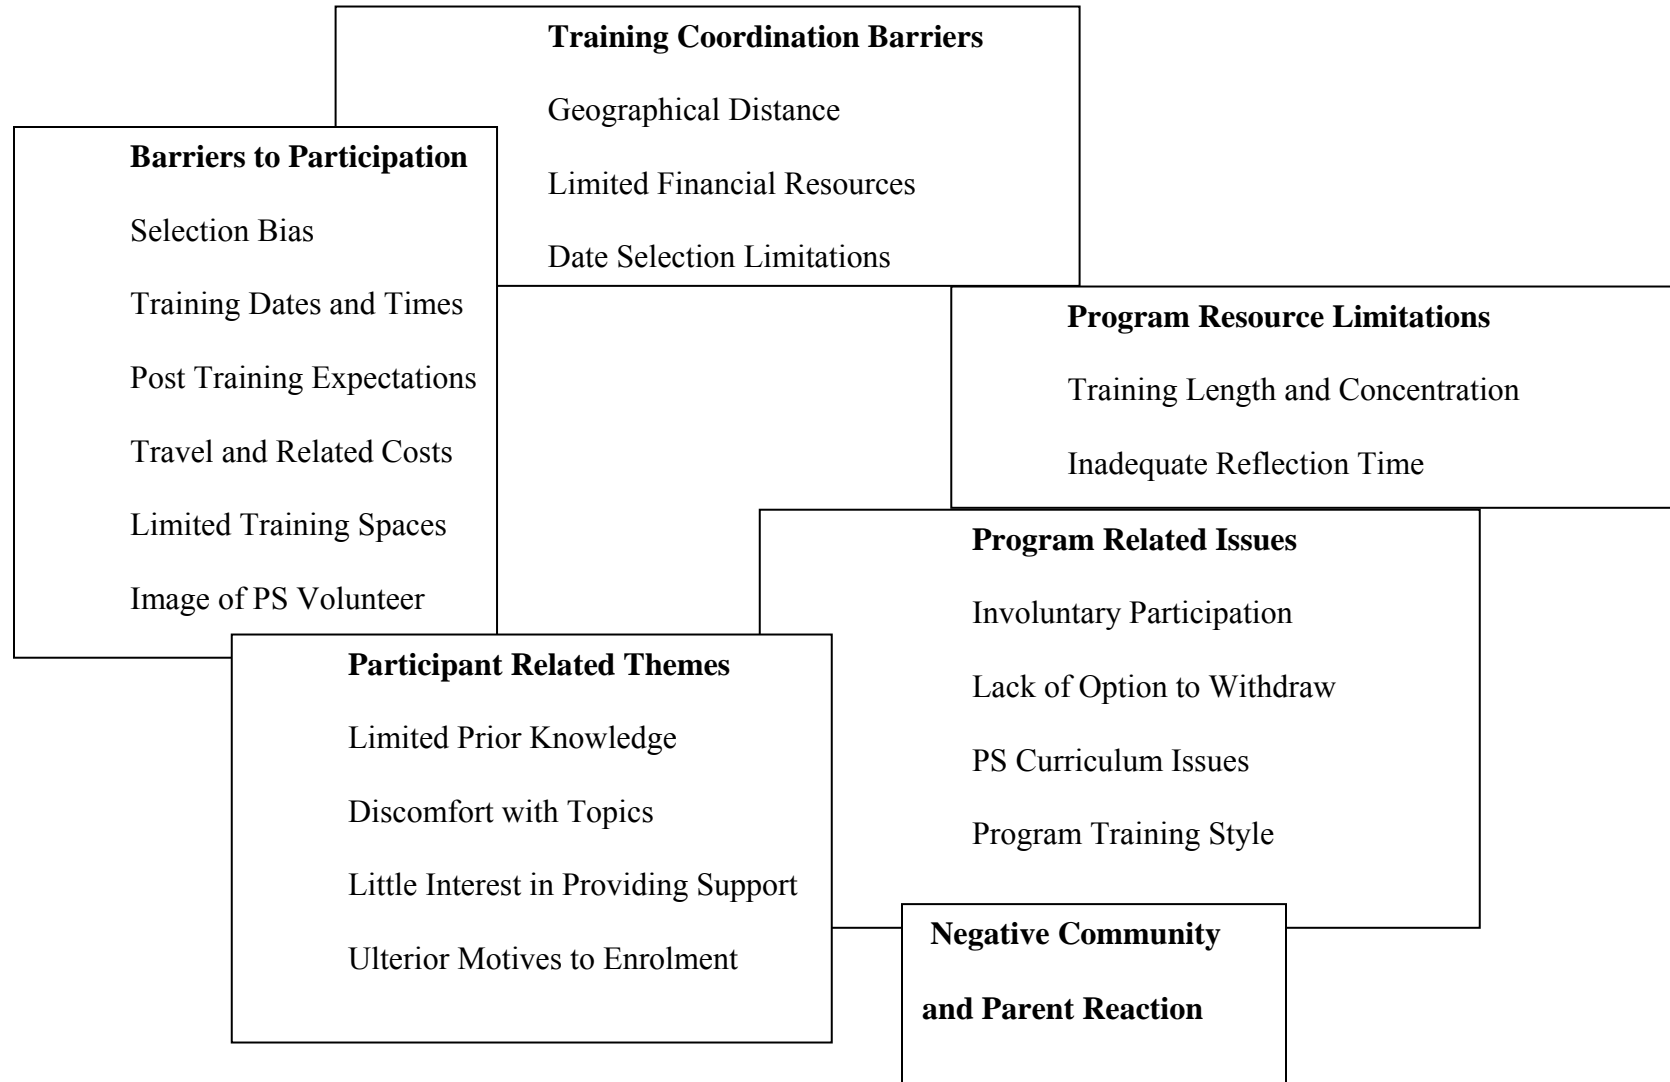 Training Coordination Barriers
Geographical Distance
Limited Financial Resources
Date Selection Limitations
Barriers to Participation
Selection Bias
Training Dates and Times
Post Training Expectations
Travel and Related Costs
Limited Training Spaces
Image of PS Volunteer
Program Resource Limitations
Training Length and Concentration
Inadequate Reflection Time
Program Related Issues
Involuntary Participation
Lack of Option to Withdraw
PS Curriculum Issues
Program Training Style
Participant Related Themes
Limited Prior Knowledge
Discomfort with Topics
Little Interest in Providing Support
Ulterior Motives to Enrolment
Negative Community
and Parent Reaction